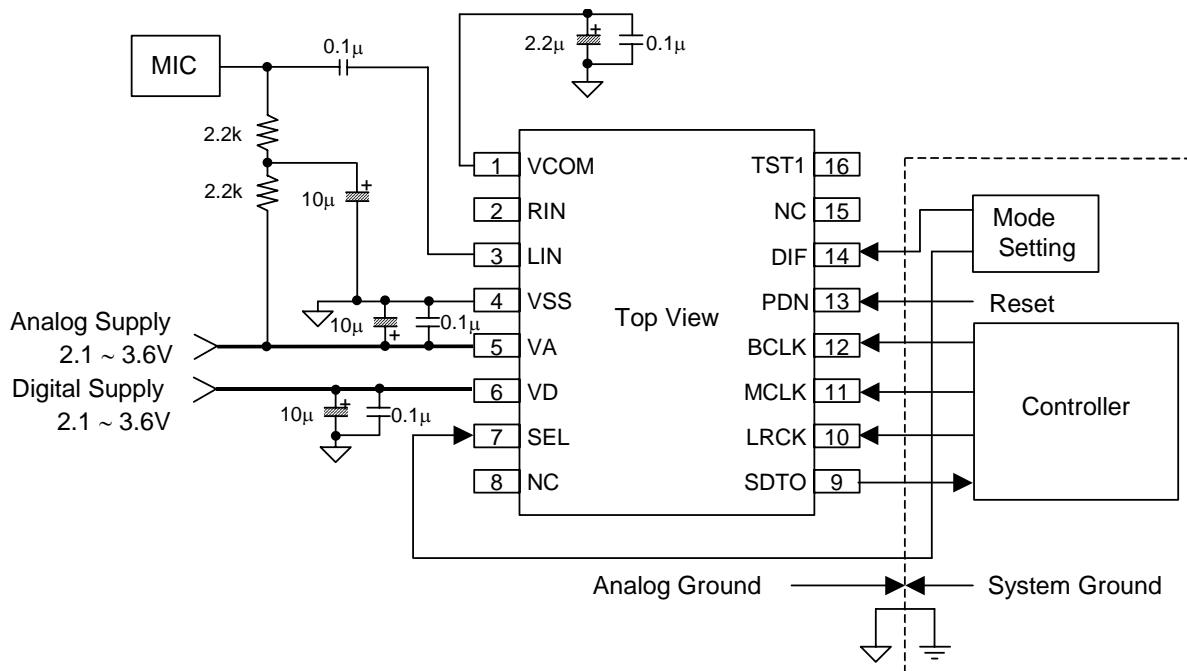 MIC
0.1μ
2.2μ
+
0.1μ
2.2k
2.2k
10μ
+
1 VCOM
2 RIN
3 LIN
4 VSS
5 VA
6 VD
7 SEL
8 NC
Top View
TST1 16
NC 15
DIF 14
PDN 13
BCLK 12
MCLK 11
LRCK 10
SDTO 9
Mode
Setting
Reset
Controller
10μ
+
0.1μ
Analog Supply
2.1 ~ 3.6V
Digital Supply
2.1 ~ 3.6V
10μ
+
0.1μ
Analog Ground
System Ground